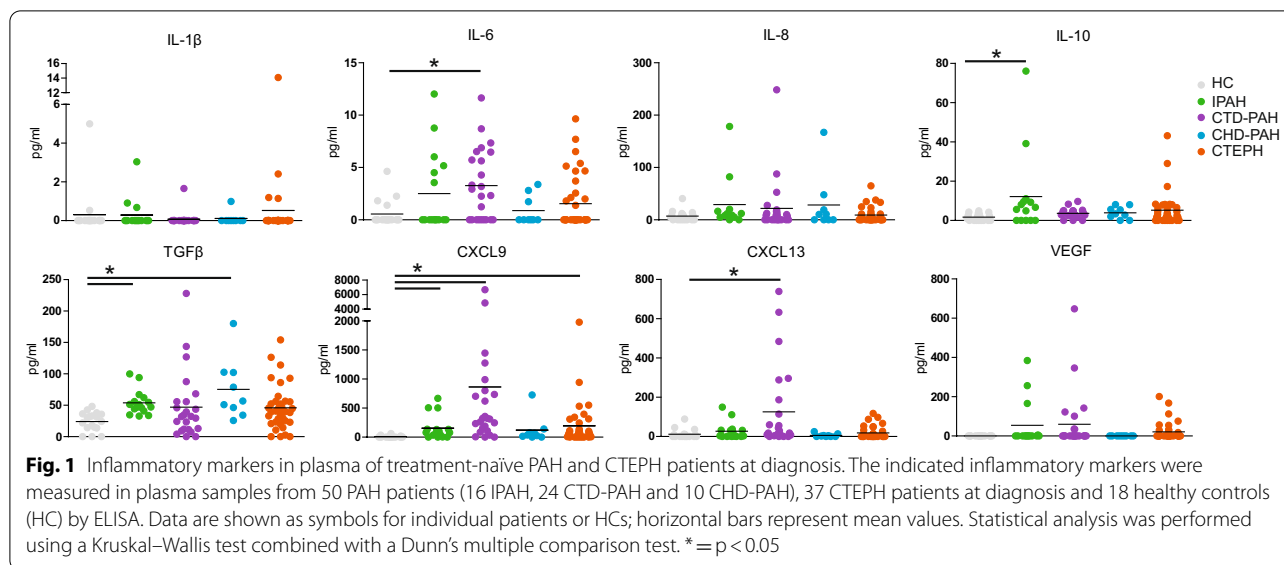 IL-1β
IL-6
IL-8
IL-10
16
14
12
6
4
2
0
pg/ml
15
10
5
0
pg/ml
*
300
200
100
0
pg/ml
80
60
40
20
0
pg/ml
*
HC
IPAH
CTD-PAH
CHD-PAH
CTEPH
TGFβ
CXCL9
CXCL13
VEGF
250
200
150
100
50
0
pg/ml
*
8000
6000
4000
2000
1500
1000
500
0
pg/ml
*
800
600
400
200
0
pg/ml
*
800
600
400
200
0
pg/ml
Fig. 1 Inflammatory markers in plasma of treatment-naïve PAH and CTEPH patients at diagnosis. The indicated inflammatory markers were
measured in plasma samples from 50 PAH patients (16 IPAH, 24 CTD-PAH and 10 CHD-PAH), 37 CTEPH patients at diagnosis and 18 healthy controls
(HC) by ELISA. Data are shown as symbols for individual patients or HCs; horizontal bars represent mean values. Statistical analysis was performed
using a Kruskal–Wallis test combined with a Dunn's multiple comparison test. * = p < 0.05